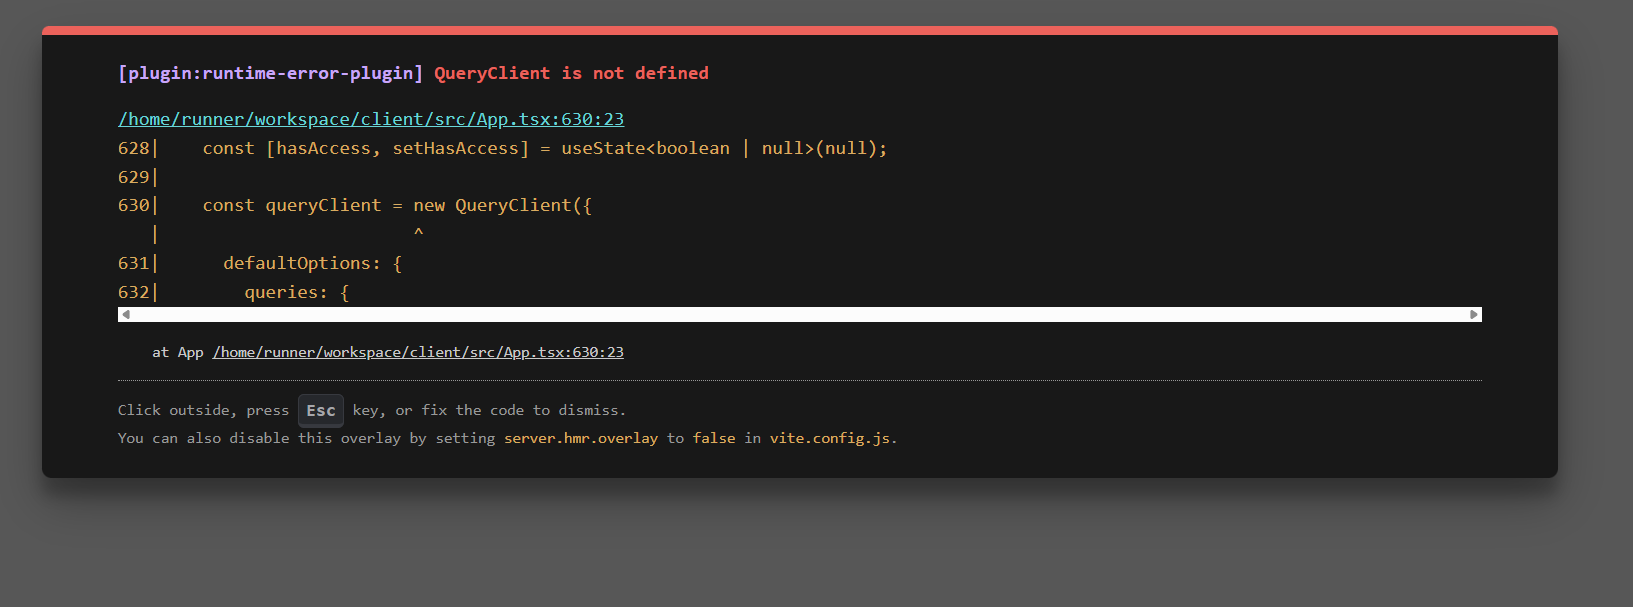 [plugin:runtime-error-plugin] QueryClient is not defined
/home/runner/workspace/client/src/App.tsx:630:23
628|    const [hasAccess, setHasAccess] = useState<boolean | null>(null);
629|
630|    const queryClient = new QueryClient({
   |                        ^
631|      defaultOptions: {
632|        queries: {
at App /home/runner/workspace/client/src/App.tsx:630:23
Click outside, press Esc key, or fix the code to dismiss.
You can also disable this overlay by setting server.hmr.overlay to false in vite.config.js.